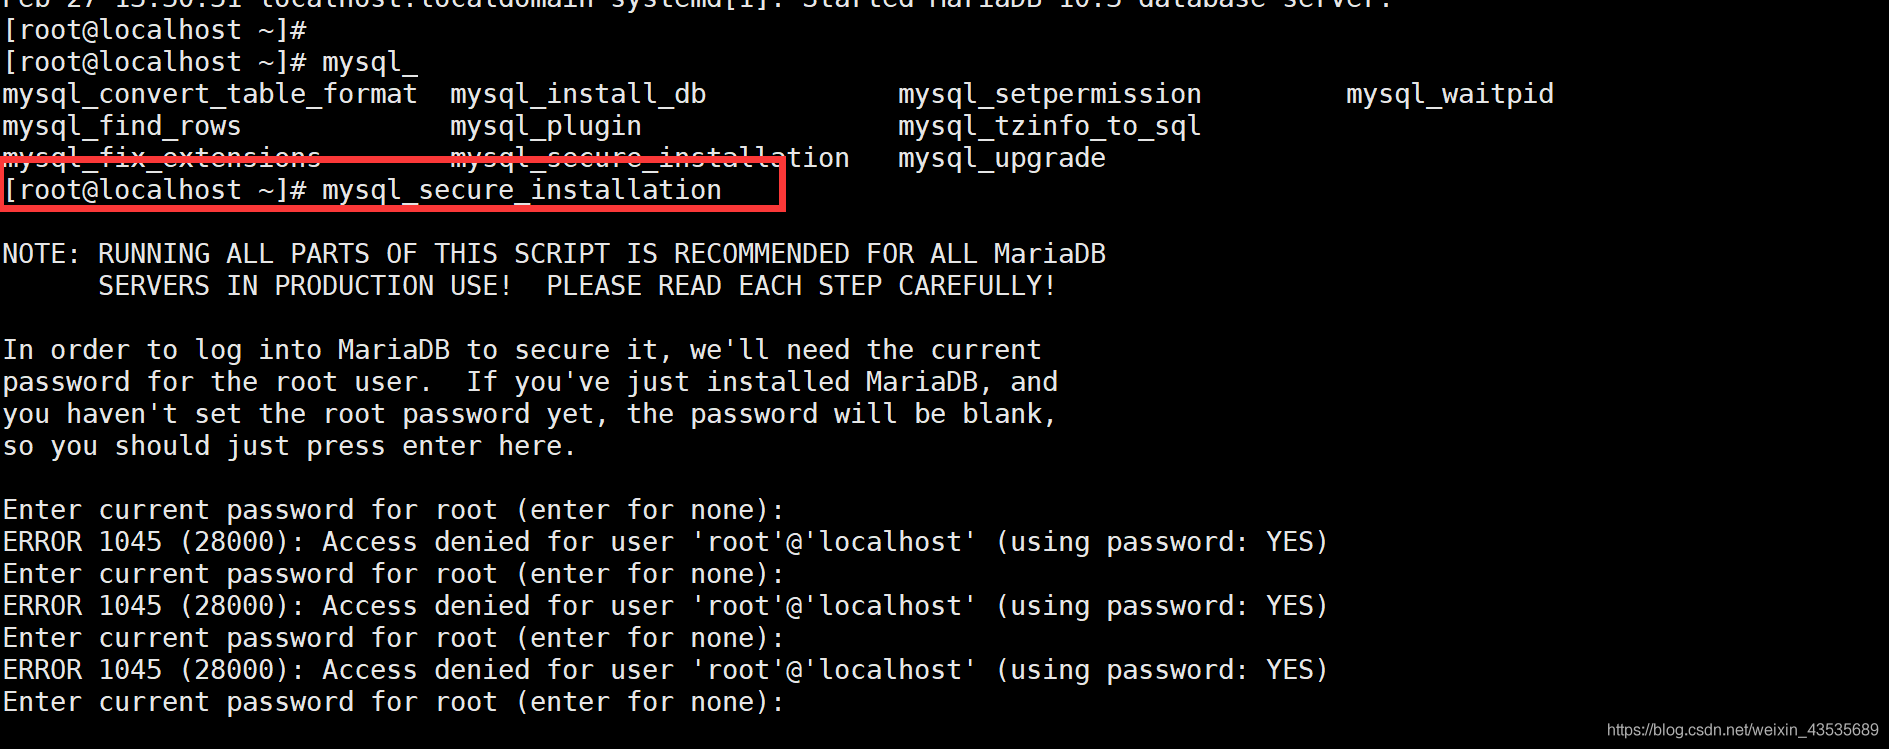 Feb 27 13:30:51 localhost.localdomain systemd[1]: Started MariaDB 10.3 database server.
[root@localhost ~]#
[root@localhost ~]# mysql_
mysql_convert_table_format  mysql_install_db            mysql_setpermission         mysql_waitpid
mysql_find_rows             mysql_plugin                mysql_tzinfo_to_sql
mysql_fix_extensions        mysql_secure_installation   mysql_upgrade
[root@localhost ~]# mysql_secure_installation
NOTE: RUNNING ALL PARTS OF THIS SCRIPT IS RECOMMENDED FOR ALL MariaDB
      SERVERS IN PRODUCTION USE!  PLEASE READ EACH STEP CAREFULLY!
In order to log into MariaDB to secure it, we'll need the current
password for the root user.  If you've just installed MariaDB, and
you haven't set the root password yet, the password will be blank,
so you should just press enter here.
Enter current password for root (enter for none):
ERROR 1045 (28000): Access denied for user 'root'@'localhost' (using password: YES)
Enter current password for root (enter for none):
ERROR 1045 (28000): Access denied for user 'root'@'localhost' (using password: YES)
Enter current password for root (enter for none):
ERROR 1045 (28000): Access denied for user 'root'@'localhost' (using password: YES)
Enter current password for root (enter for none):
https://blog.csdn.net/weixin_43535689